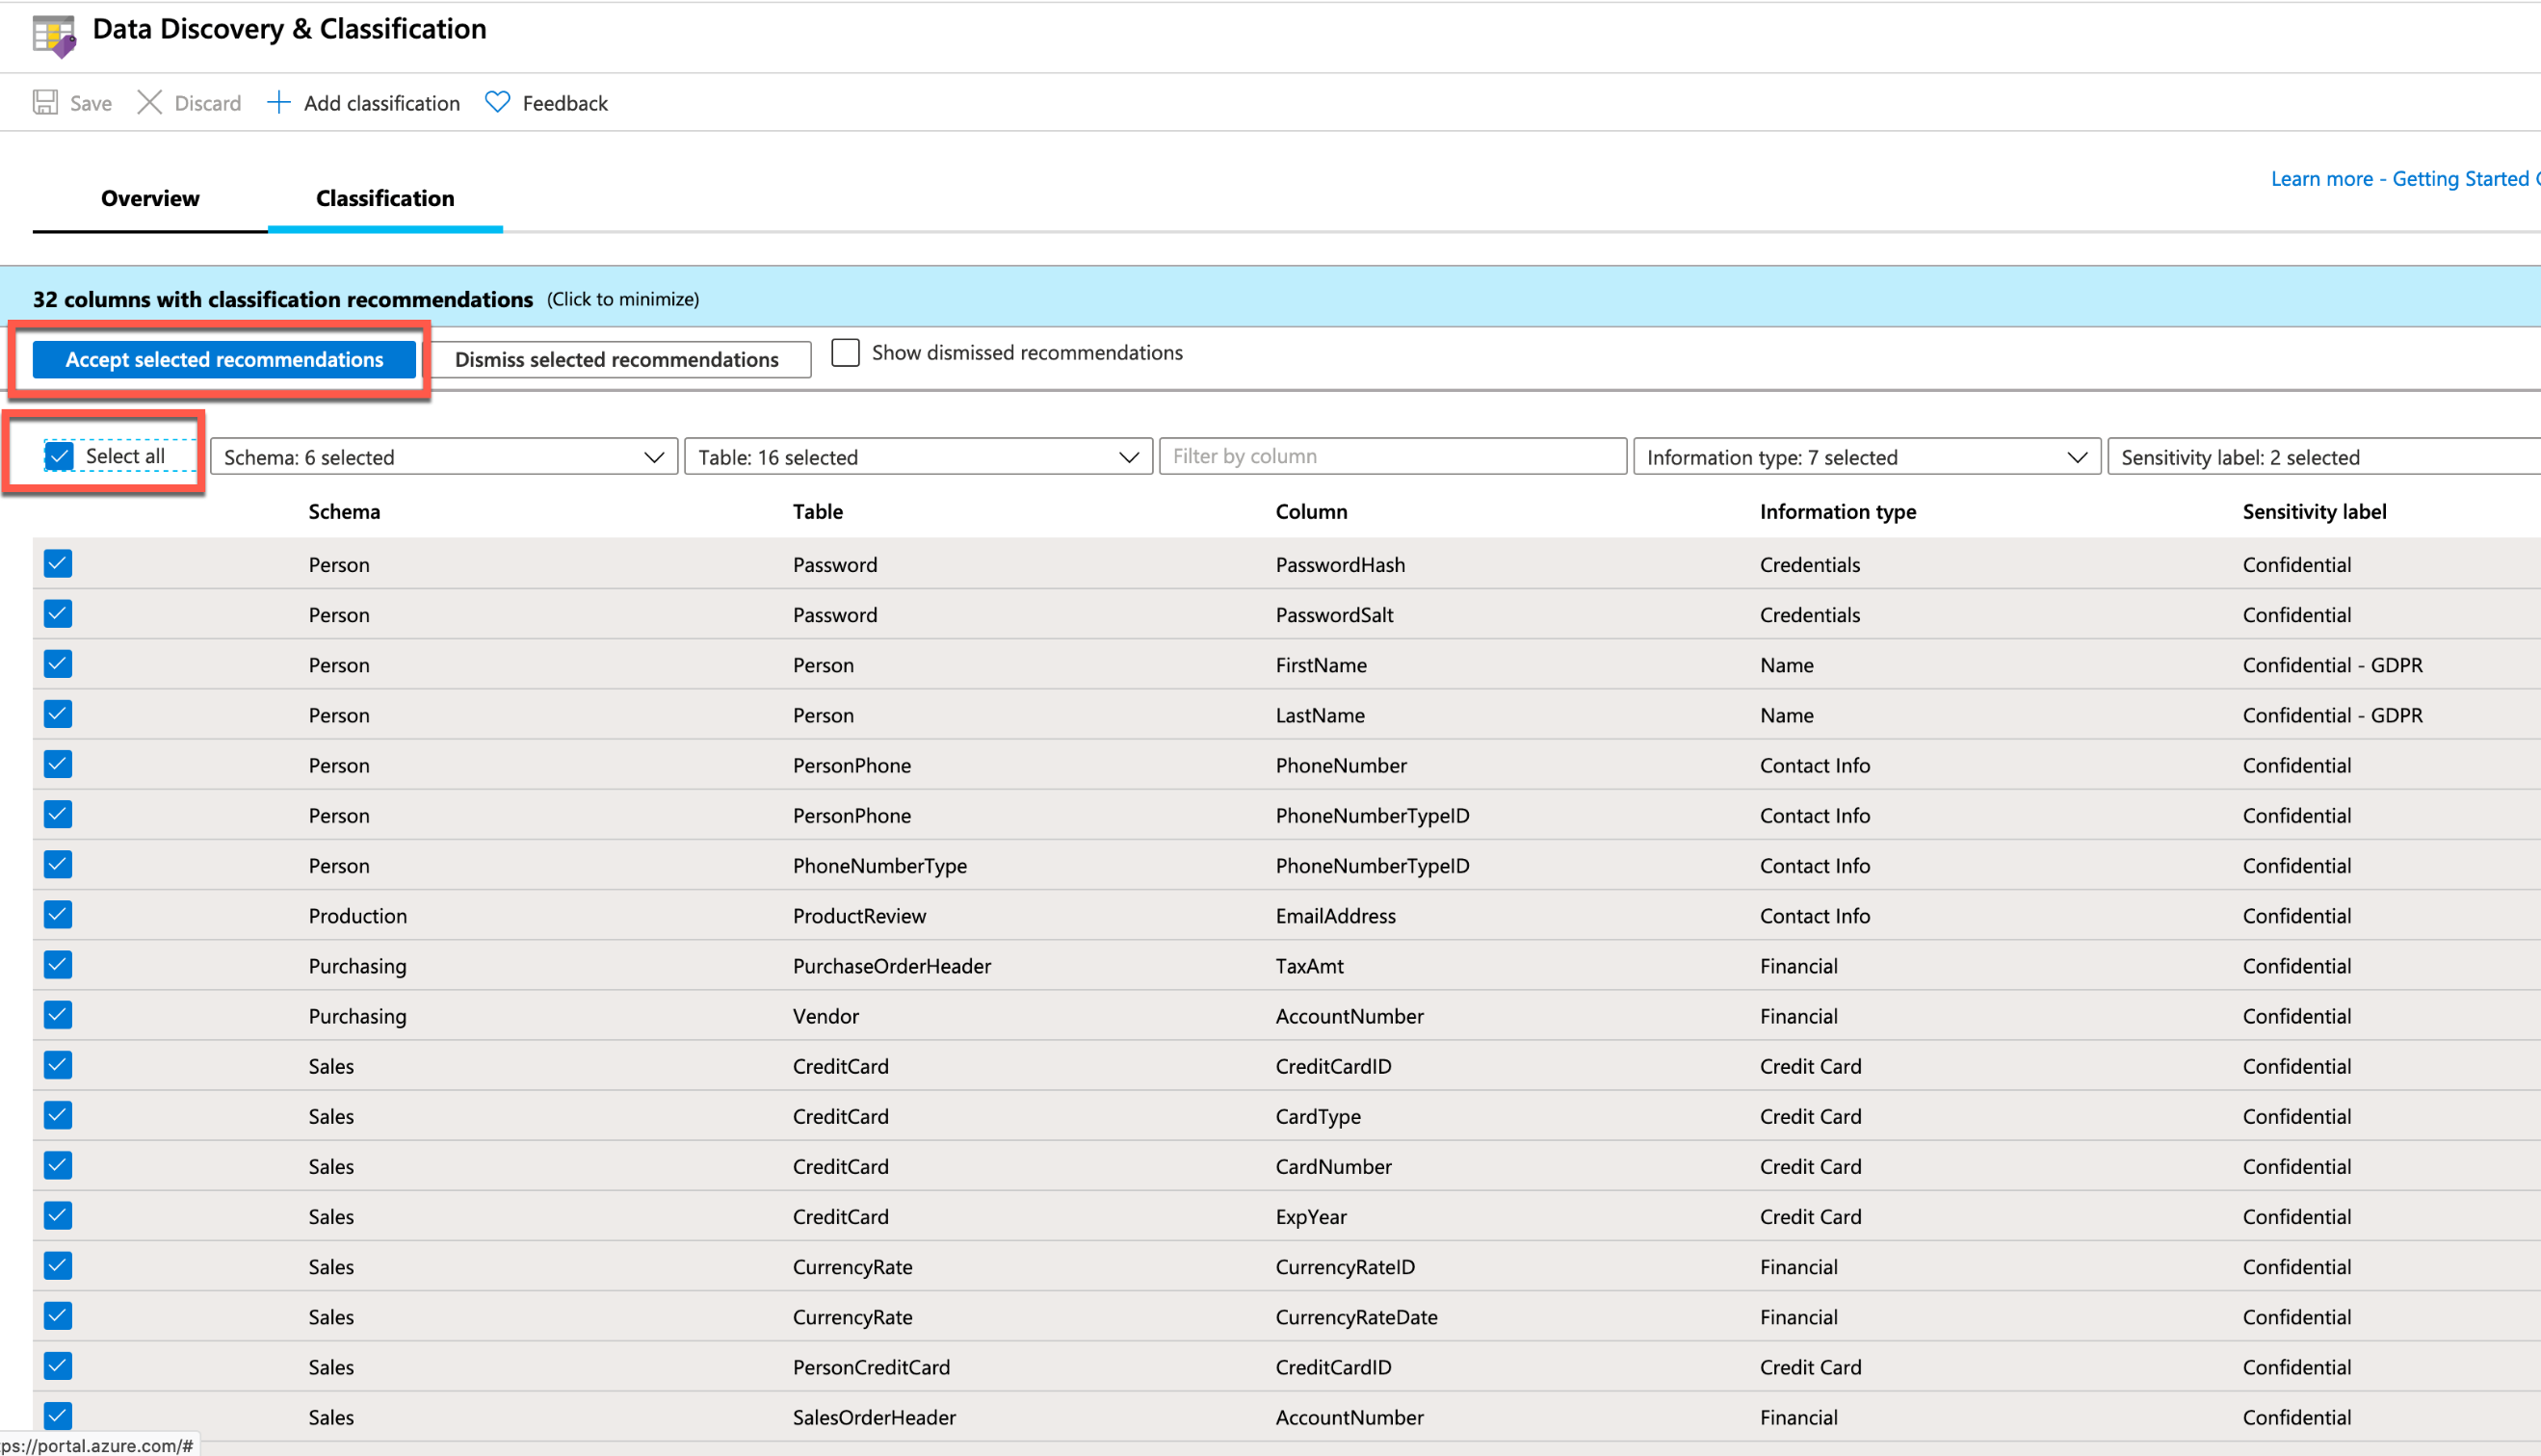 Data Discovery & Classification
Save Discard Add classification Feedback
Learn more - Getting Started
Overview Classification
32 columns with classification recommendations (Click to minimize)
Accept selected recommendations Dismiss selected recommendations Show dismissed recommendations
Select all Schema: 6 selected Table: 16 selected Filter by column Information type: 7 selected Sensitivity label: 2 selected
Schema Table Column Information type Sensitivity label
Person Password PasswordHash Credentials Confidential
Person Password PasswordSalt Credentials Confidential
Person Person FirstName Name Confidential - GDPR
Person Person LastName Name Confidential - GDPR
Person PersonPhone PhoneNumber Contact Info Confidential
Person PersonPhone PhoneNumberTypeID Contact Info Confidential
Person PhoneNumberType PhoneNumberTypeID Contact Info Confidential
Production ProductReview EmailAddress Contact Info Confidential
Purchasing PurchaseOrderHeader TaxAmt Financial Confidential
Purchasing Vendor AccountNumber Financial Confidential
Sales CreditCard CreditCardID Credit Card Confidential
Sales CreditCard CardType Credit Card Confidential
Sales CreditCard CardNumber Credit Card Confidential
Sales CreditCard ExpYear Credit Card Confidential
Sales CurrencyRate CurrencyRateID Financial Confidential
Sales CurrencyRate CurrencyRateDate Financial Confidential
Sales PersonCreditCard CreditCardID Credit Card Confidential
Sales SalesOrderHeader AccountNumber Financial Confidential
ps://portal.azure.com/#